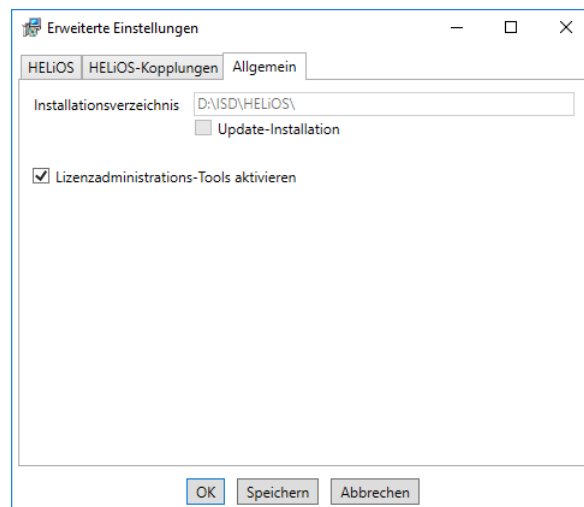 Erweiterte Einstellungen
HELiOS HELiOS-Kopplungen Allgemein
Installationsverzeichnis D:\ISD\HELiOS\
Update-Installation
Lizenzadministrations-Tools aktivieren
OK Speichern Abbrechen